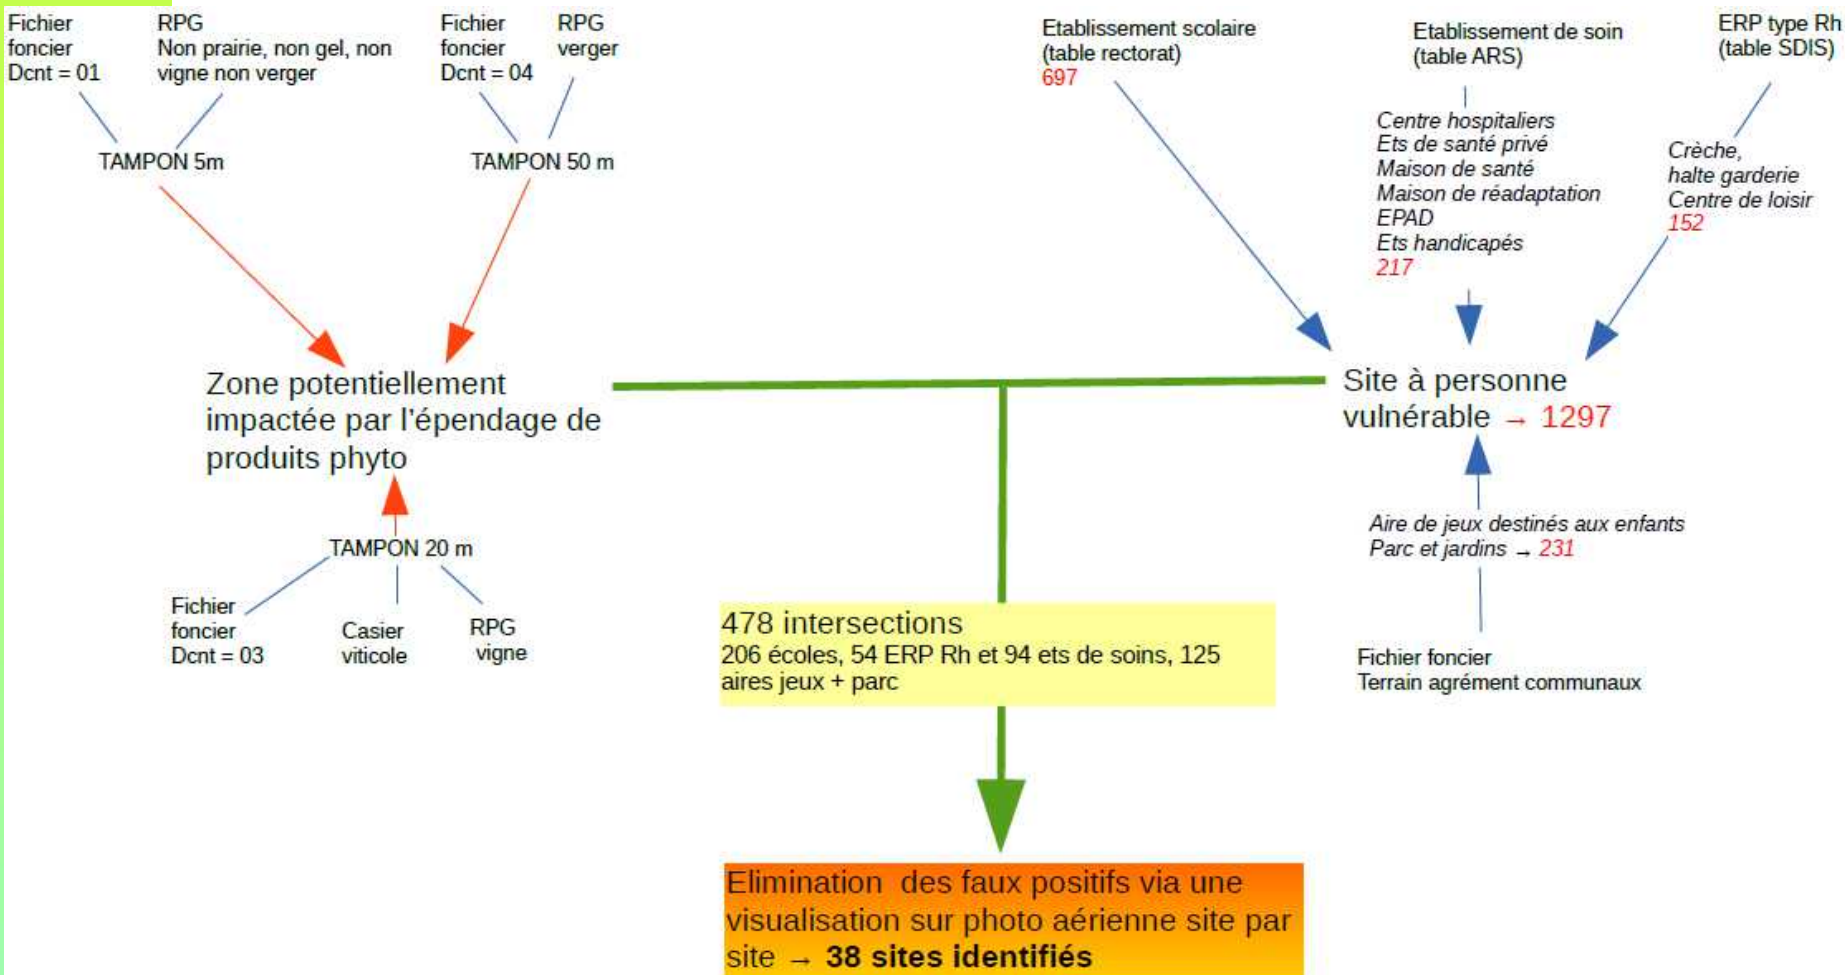 Fichier
foncier
Dcnt = 01
RPG
Non prairie, non gel, non
vigne non verger
TAMPON 5m
Fichier
foncier
Dcnt = 04
RPG
verger
TAMPON 50 m
Zone potentiellement
impactée par l'épendage de
produits phyto
TAMPON 20 m
Fichier
foncier
Dcnt = 03
Casier
viticole
RPG
vigne
Etablissement scolaire
(table rectorat)
697
Etablissement de soin
(table ARS)
Centre hospitaliers
Ets de santé privé
Maison de santé
Maison de réadaptation
EPAD
Ets handicapés
217
ERP type Rh
(table SDIS)
Crèche,
halte garderie
Centre de loisir
152
Site à personne
vulnérable → 1297
Aire de jeux destinés aux enfants
Parc et jardins → 231
Fichier foncier
Terrain agrément communaux
478 intersections
206 écoles, 54 ERP Rh et 94 ets de soins, 125
aires jeux + parc
Elimination des faux positifs via une
visualisation sur photo aérienne site par
site → 38 sites identifiés